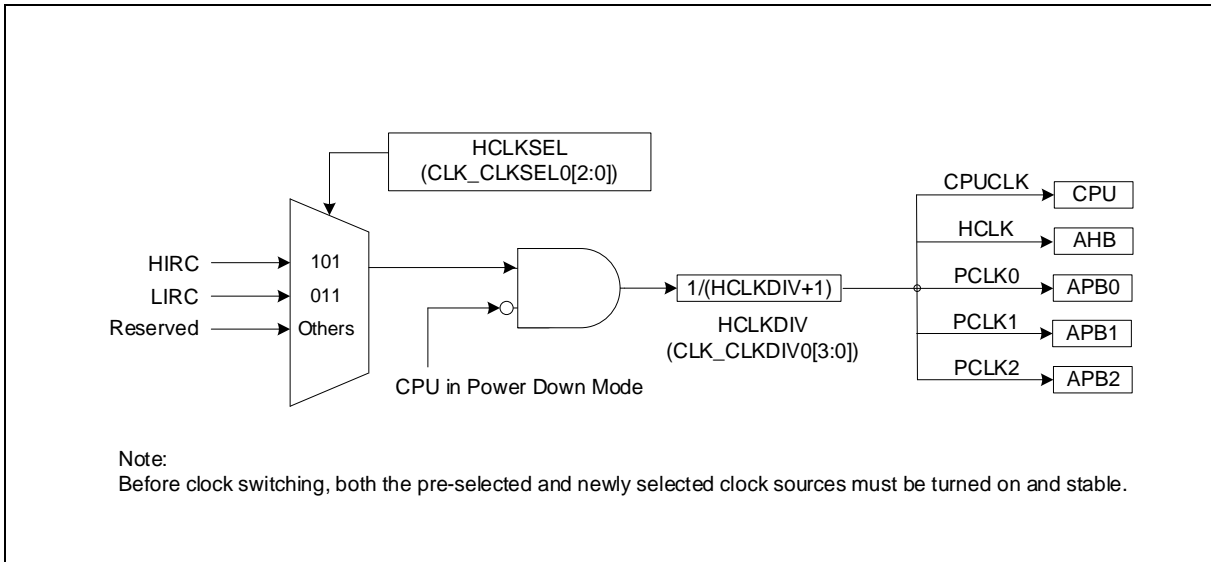 HCLKSEL
(CLK_CLKSEL0[2:0])
HIRC
LIRC
Reserved
101
011
Others
CPU in Power Down Mode
1/(HCLKDIV+1)
HCLKDIV
(CLK_CLKDIV0[3:0])
CPUCLK
CPU
HCLK
AHB
PCLK0
APB0
PCLK1
APB1
PCLK2
APB2
Note:
Before clock switching, both the pre-selected and newly selected clock sources must be turned on and stable.